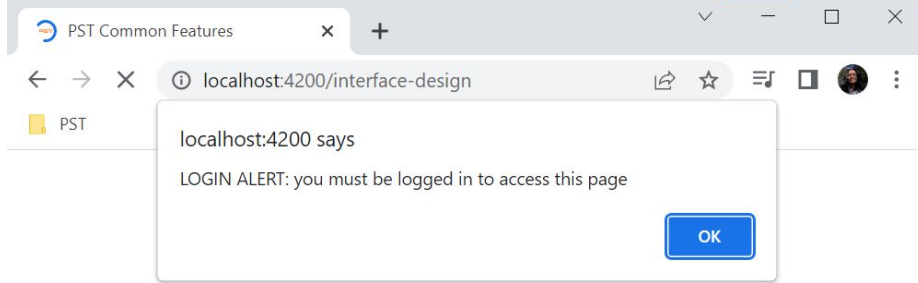 PST Common Features
localhost:4200/interface-design
PST
localhost:4200 says
LOGIN ALERT: you must be logged in to access this page
OK